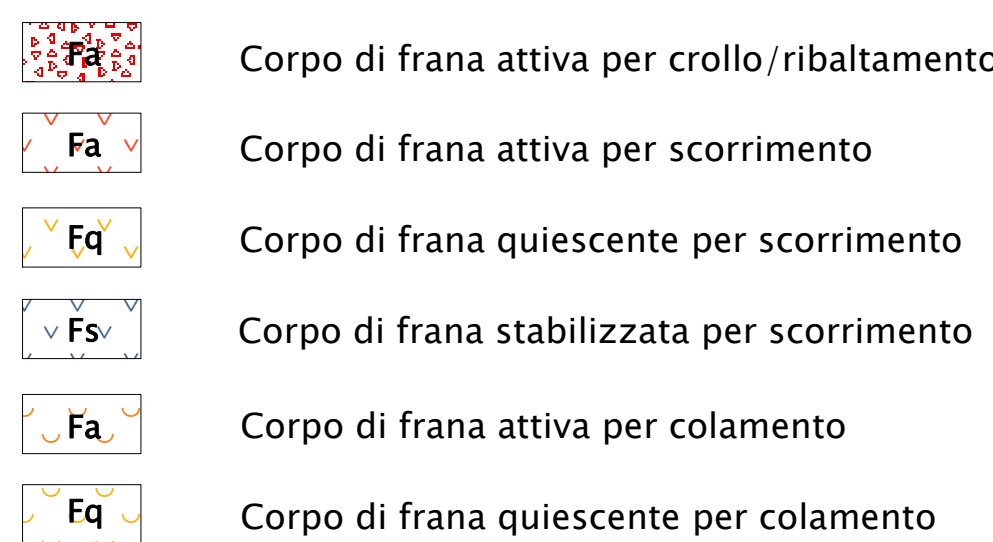 Fa Corpo di frana attiva per crollo/ribaltamento
Fa Corpo di frana attiva per scorrimento
Fq Corpo di frana quiescente per scorrimento
Fs Corpo di frana stabilizzata per scorrimento
Fa Corpo di frana attiva per colamento
Fq Corpo di frana quiescente per colamento